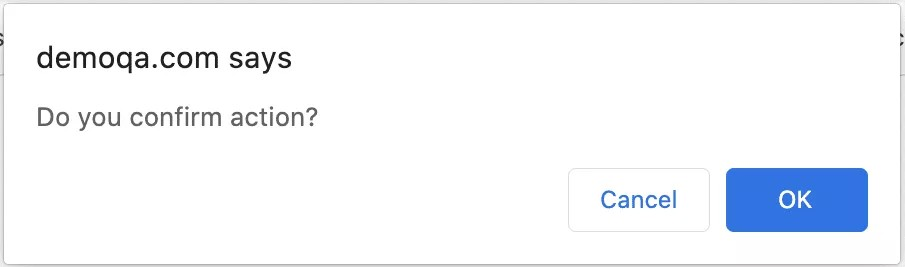 demoqa.com says
Do you confirm action?
Cancel OK